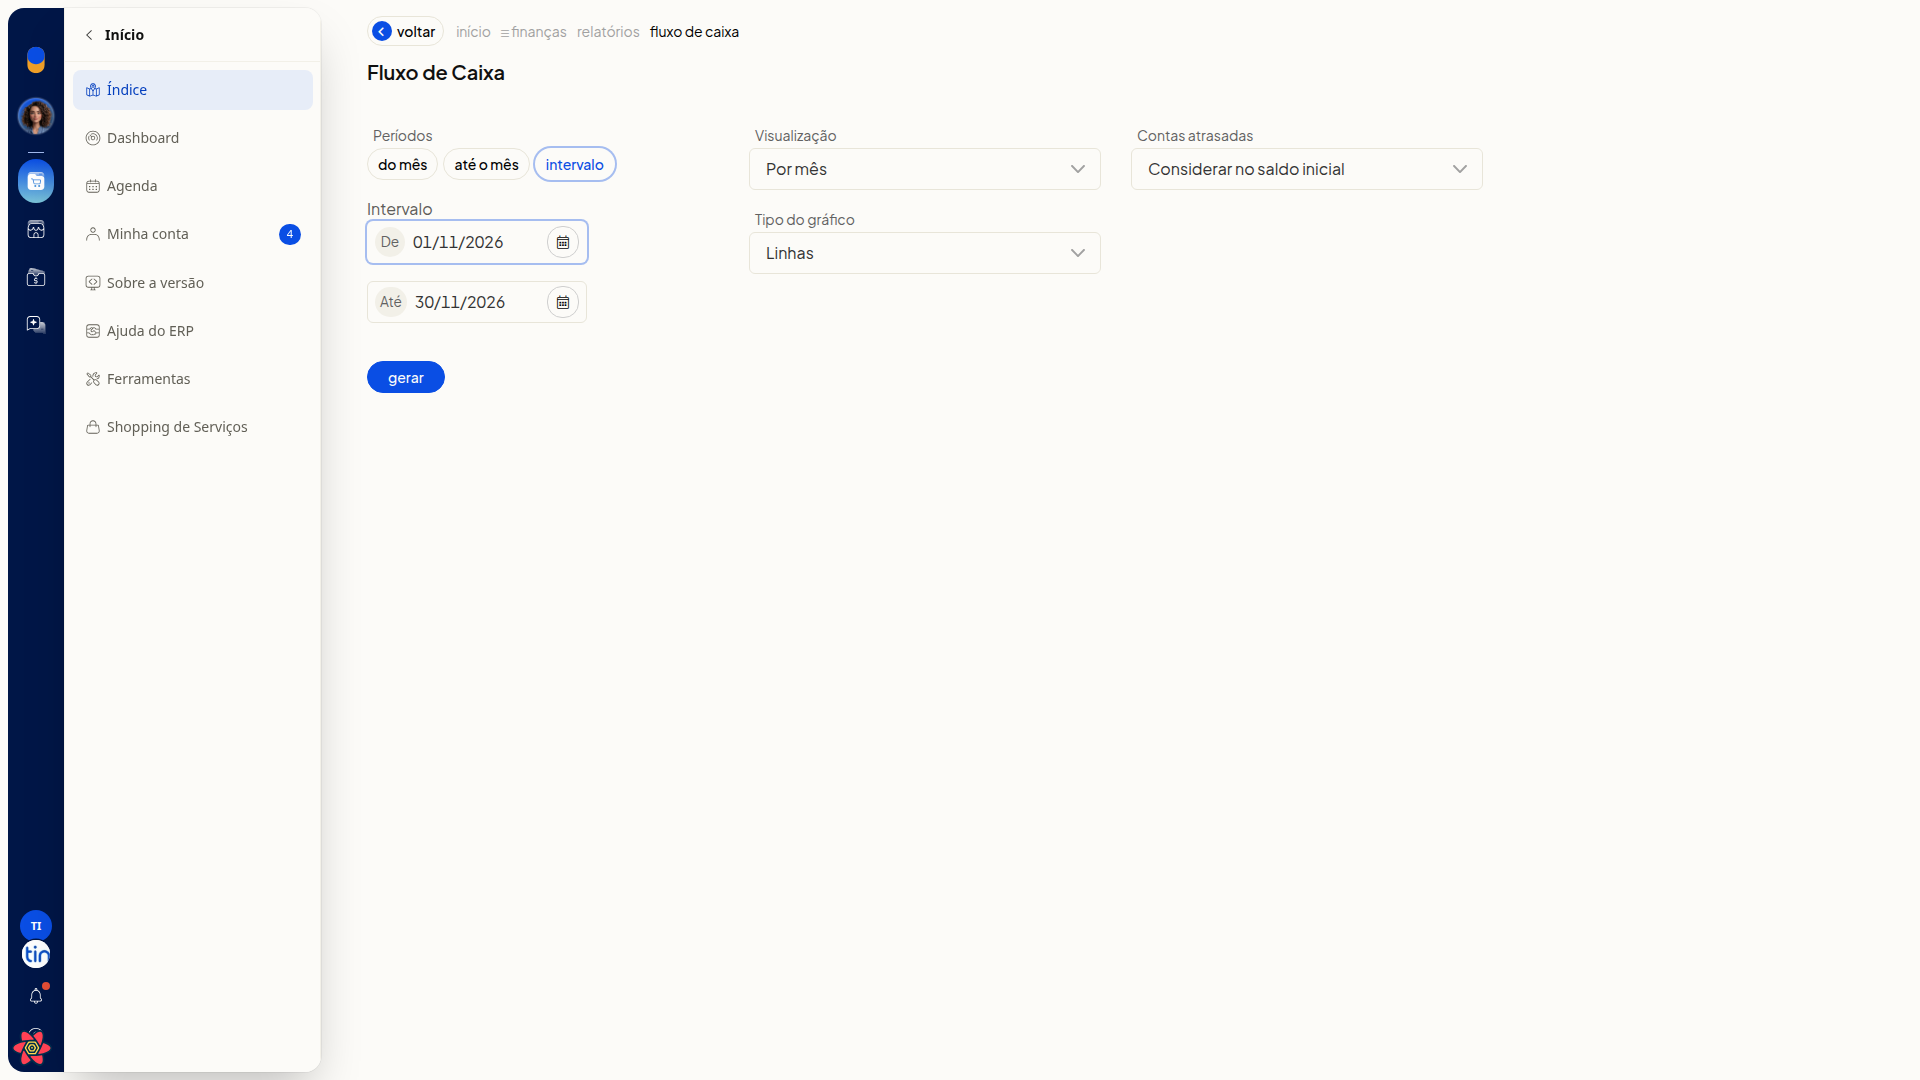 Início
Índice
Dashboard
Agenda
Minha conta 4
Sobre a versão
Ajuda do ERP
Ferramentas
Shopping de Serviços
TI
tin
voltar início finanças relatórios fluxo de caixa
Fluxo de Caixa
Períodos
do mês até o mês intervalo
Intervalo
De 01/11/2026
Até 30/11/2026
Visualização
Por mês
Tipo do gráfico
Linhas
Contas atrasadas
Considerar no saldo inicial
gerar